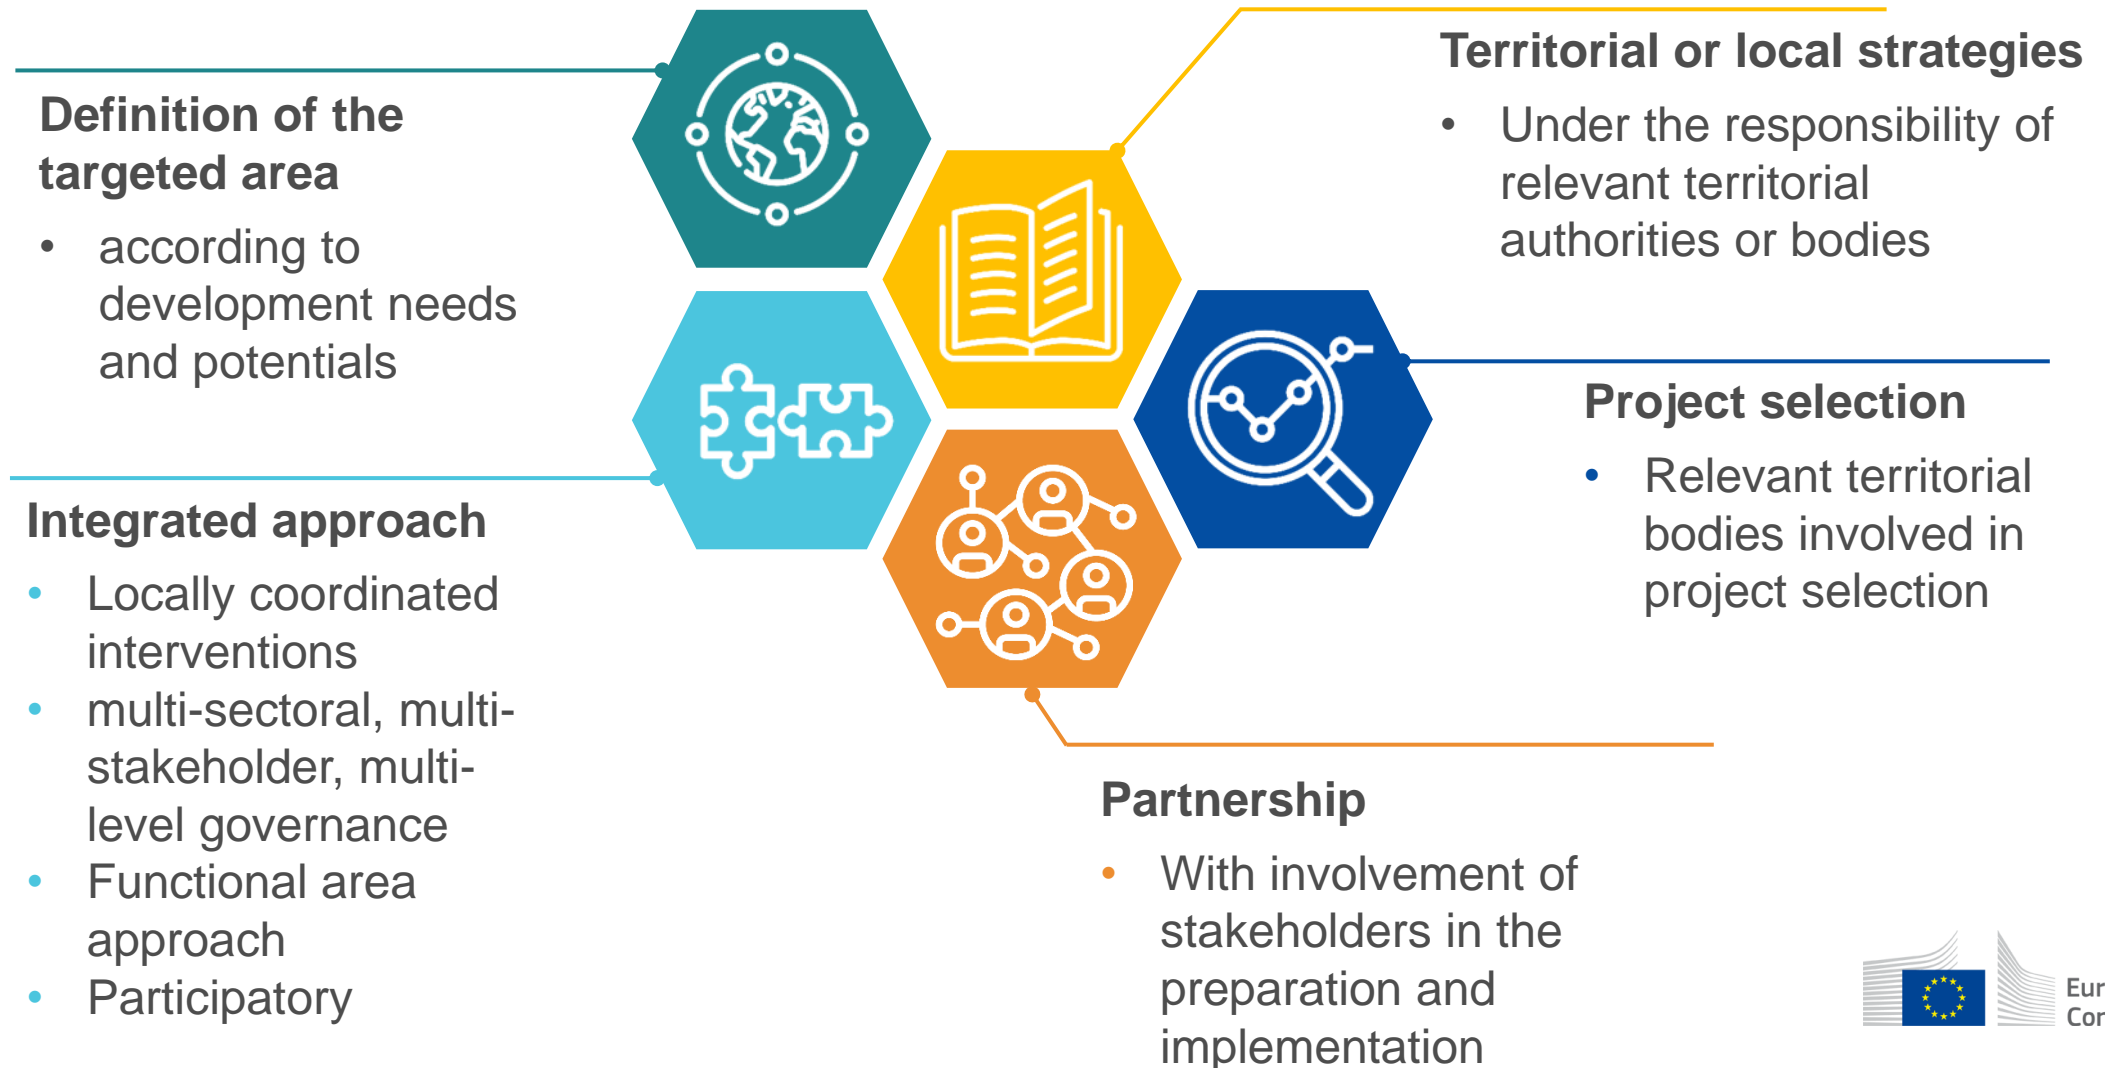 Definition of the
targeted area
• according to
development needs
and potentials
Integrated approach
• Locally coordinated
interventions
• multi-sectoral, multi-
stakeholder, multi-
level governance
• Functional area
approach
• Participatory
Territorial or local strategies
• Under the responsibility of
relevant territorial
authorities or bodies
Project selection
• Relevant territorial
bodies involved in
project selection
Partnership
• With involvement of
stakeholders in the
preparation and
implementation
Eur
Cor